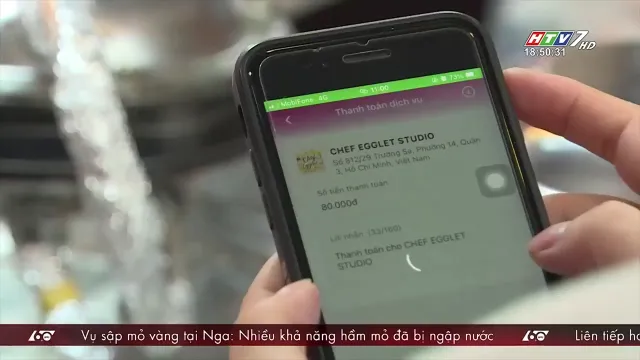 HTV7 HD
18:50:31
MobiFone 4G 11:00 73%
Thanh toán dịch vụ
CHEF EGGLET STUDIO
Số 812/29 Trường Sa, Phường 14, Quận
3, Hồ Chí Minh, Việt Nam
Số tiền thanh toán
80.000đ
Lời nhắn (33/160)
Thanh toán cho CHEF EGGLET
STUDIO
60 Vụ sập mỏ vàng tại Nga: Nhiều khả năng hầm mỏ đã bị ngập nước 60 Liên tiếp